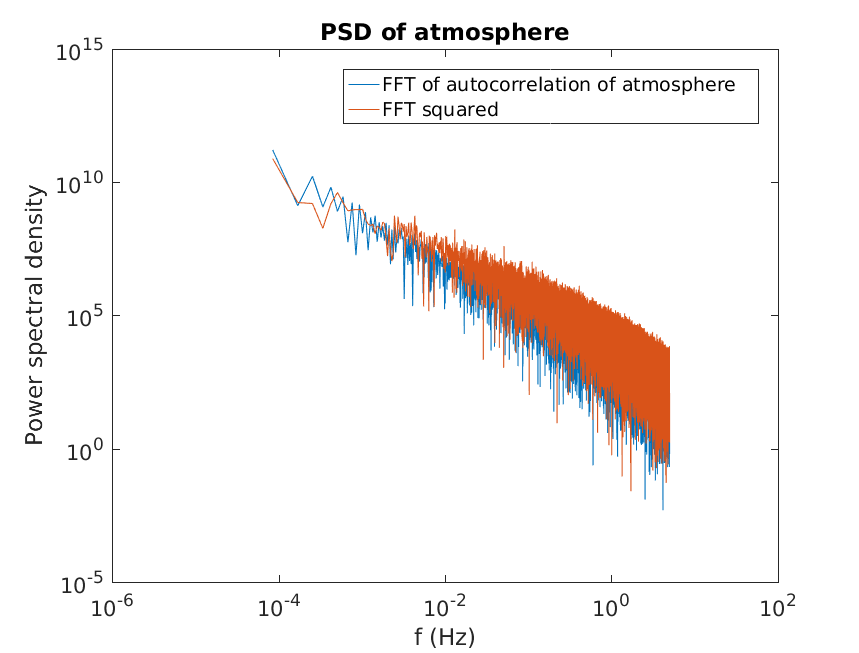 PSD of atmosphere
10^15
FFT of autocorrelation of atmosphere
FFT squared
10^10
Power spectral density
10^5
10^0
10^-5
10^-6 10^-4 10^-2 10^0 10^2
f (Hz)